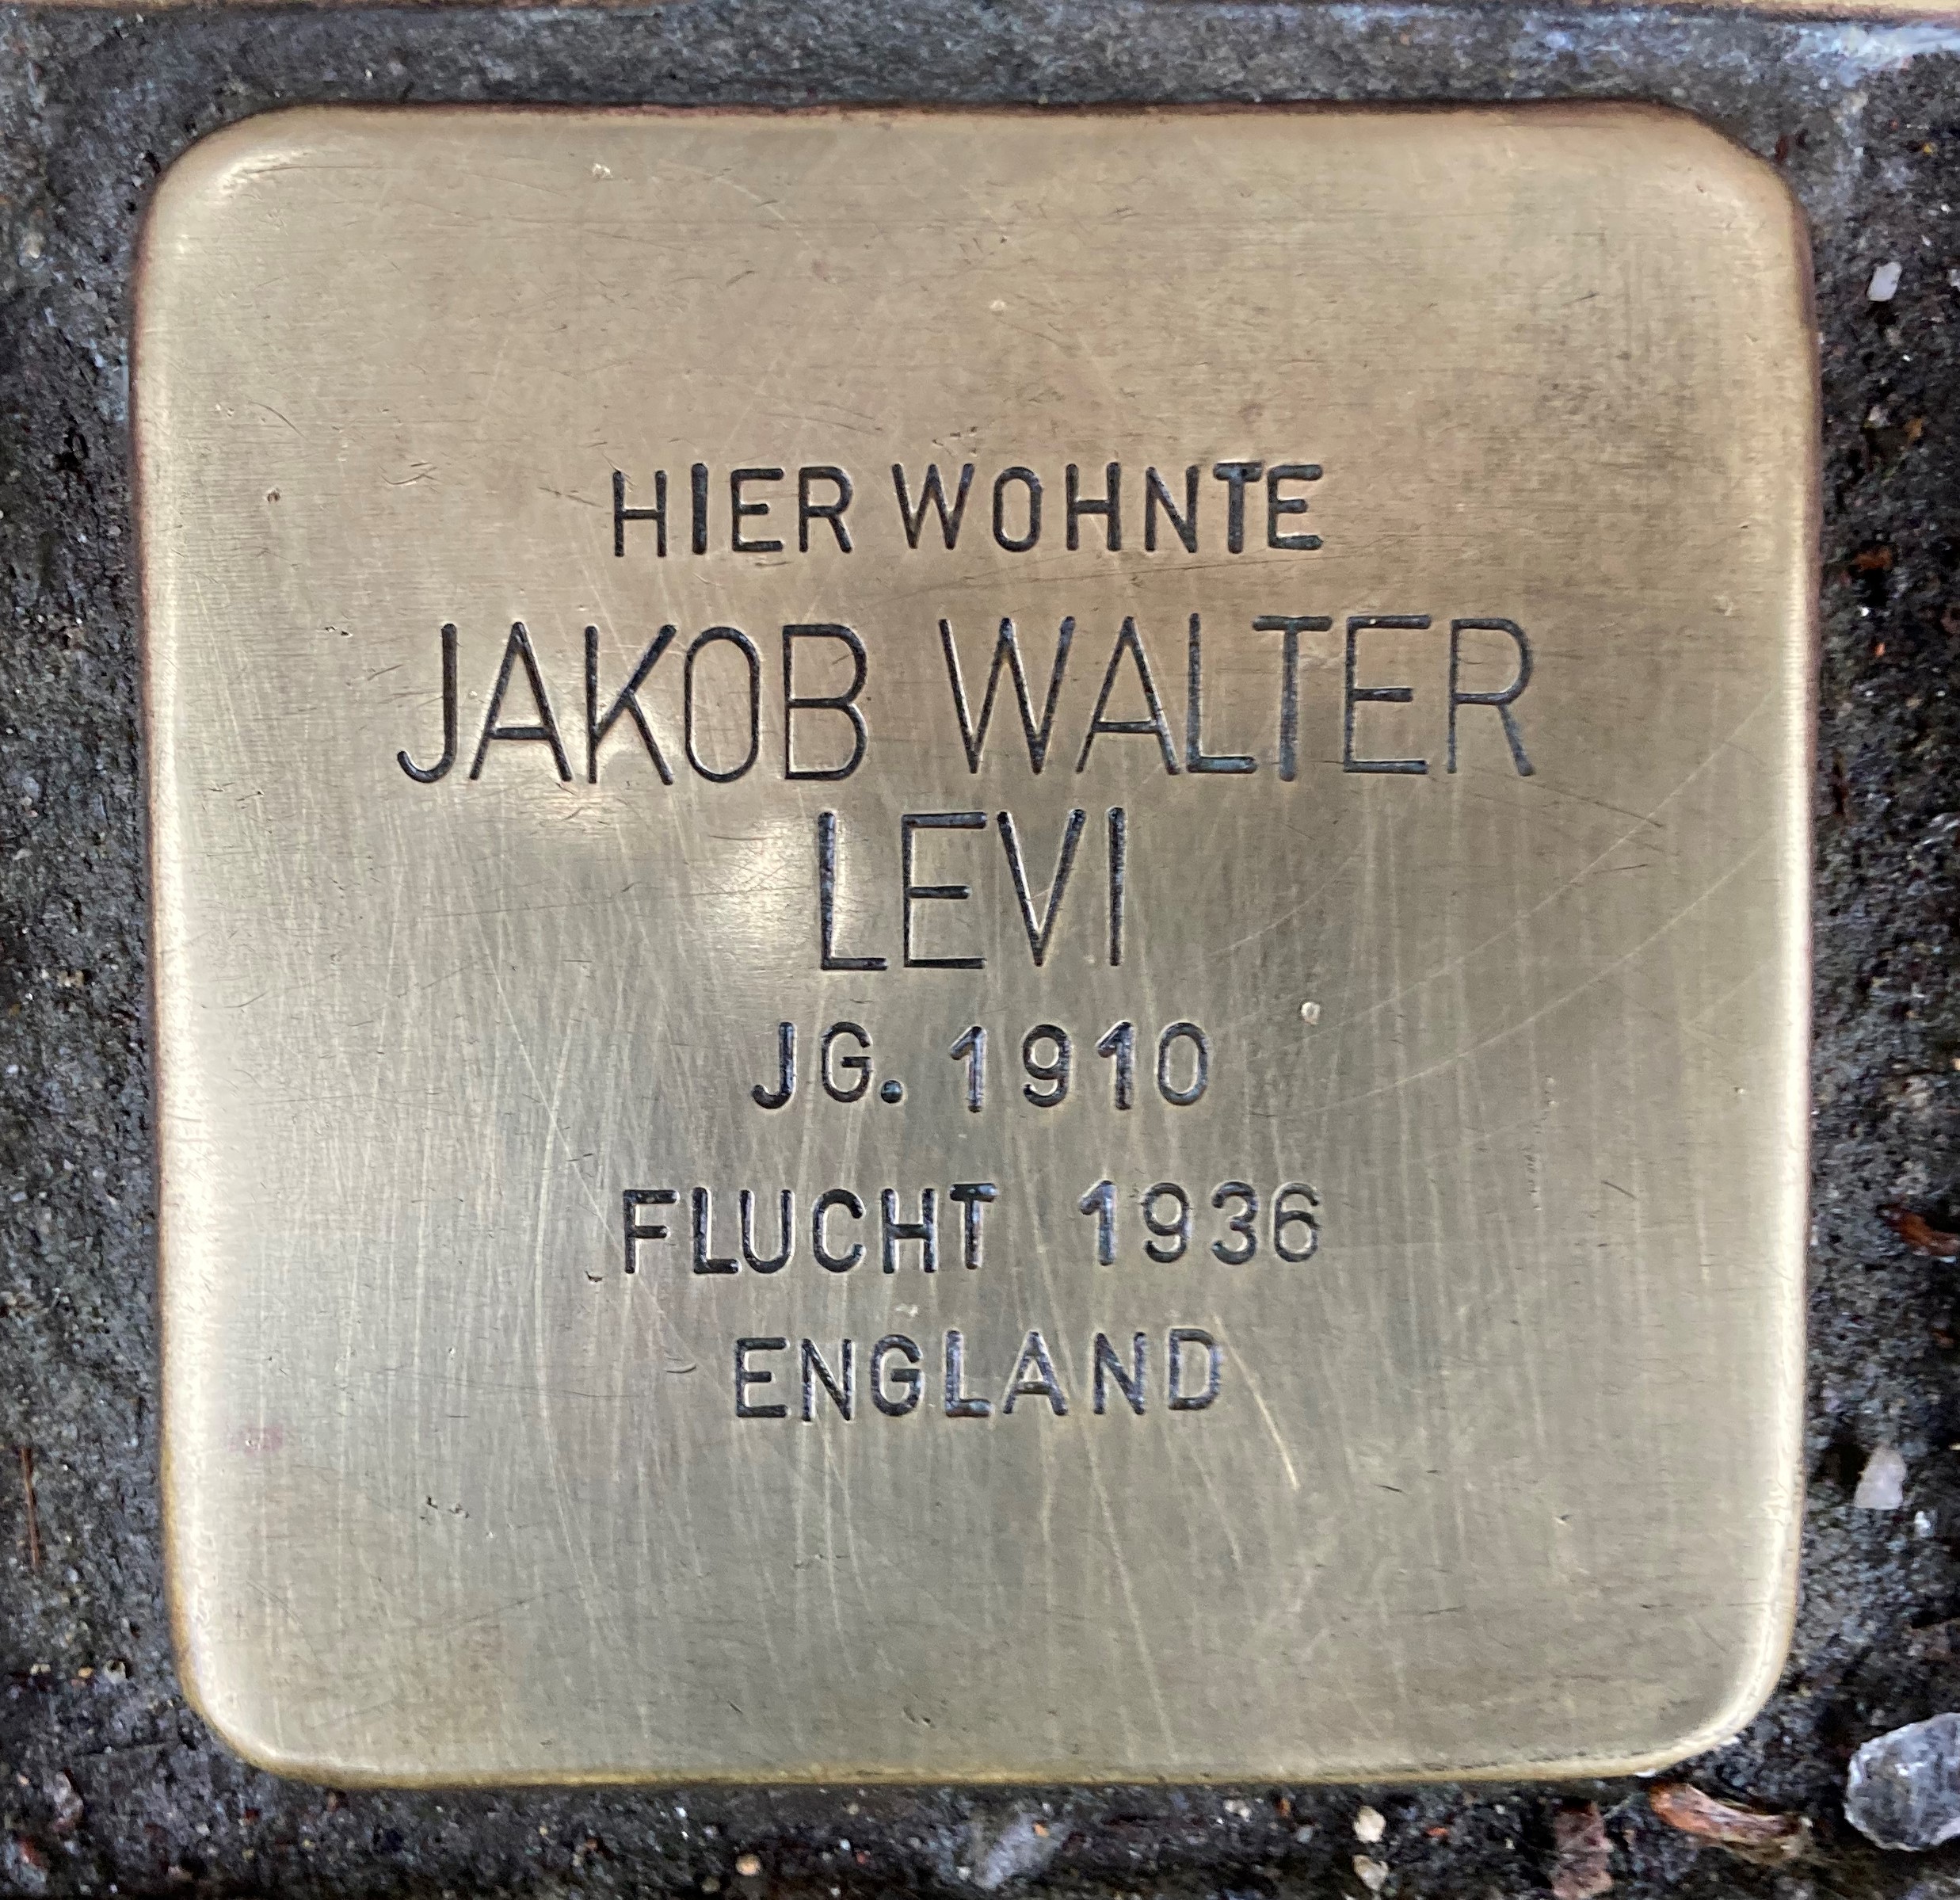 HIER WOHNTE
JAKOB WALTER
LEVI
JG. 1910
FLUCHT 1936
ENGLAND